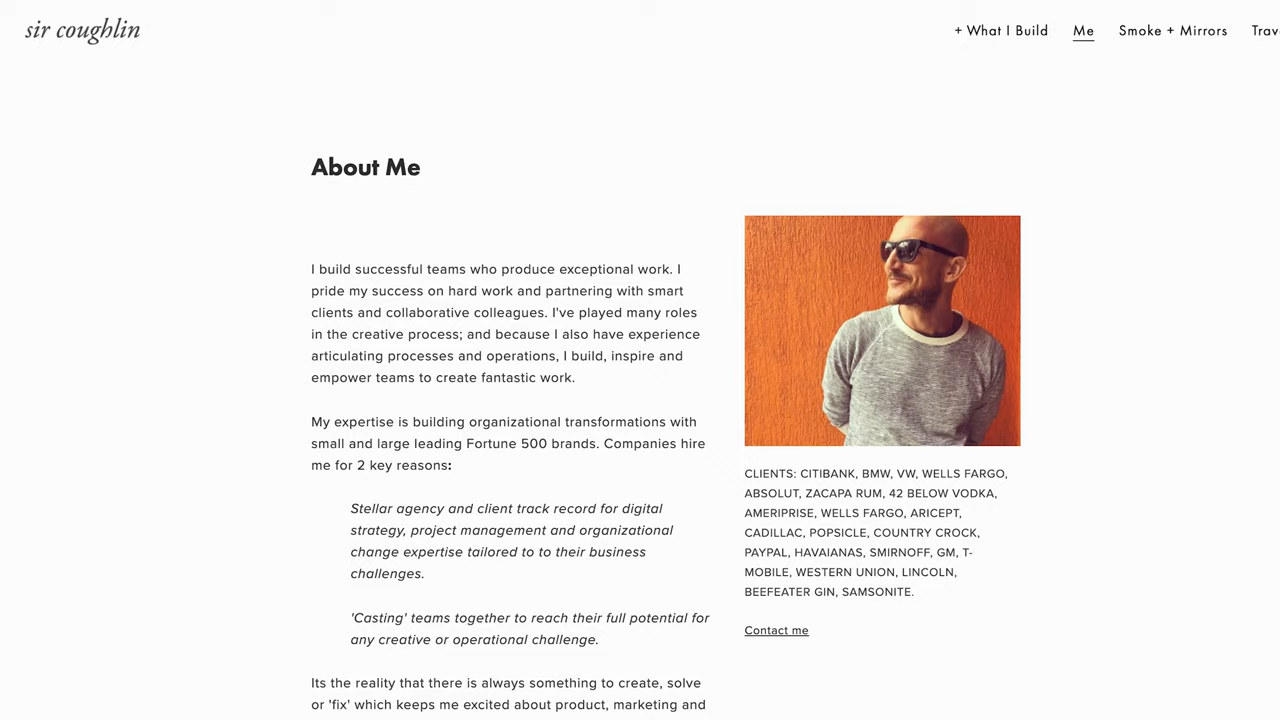 sir coughlin
+ What I Build
Me
Smoke + Mirrors
About Me
I build successful teams who produce exceptional work. I
pride my success on hard work and partnering with smart
clients and collaborative colleagues. I've played many roles
in the creative process; and because I also have experience
articulating processes and operations, I build, inspire and
empower teams to create fantastic work.
My expertise is building organizational transformations with
small and large leading Fortune 500 brands. Companies hire
me for 2 key reasons:
Stellar agency and client track record for digital
strategy, project management and organizational
change expertise tailored to to their business
challenges.
'Casting' teams together to reach their full potential for
any creative or operational challenge.
Its the reality that there is always something to create, solve
or 'fix' which keeps me excited about product, marketing and
CLIENTS: CITIBANK, BMW, VW, WELLS FARGO,
ABSOLUT, ZACAPA RUM, 42 BELOW VODKA,
AMERIPRISE, WELLS FARGO, ARICEPT,
CADILLAC, POPSICLE, COUNTRY CROCK,
PAYPAL, HAVAIANAS, SMIRNOFF, GM, T-
MOBILE, WESTERN UNION, LINCOLN,
BEEFEATER GIN, SAMSONITE.
Contact me